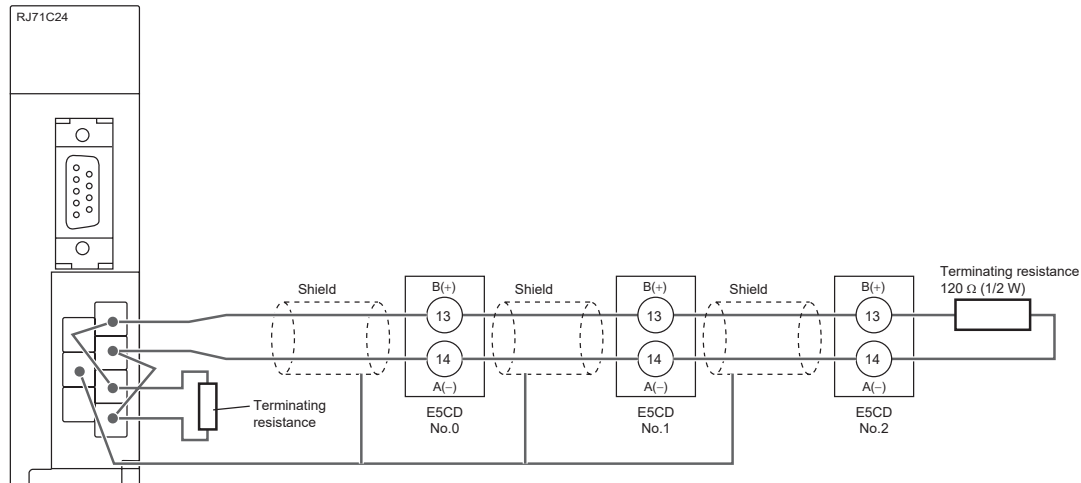 RJ71C24
Shield
B(+)
13
14
A(−)
E5CD
No.0
Shield
B(+)
13
14
A(−)
E5CD
No.1
Shield
B(+)
13
14
A(−)
E5CD
No.2
Terminating resistance
120 Ω (1/2 W)
Terminating
resistance